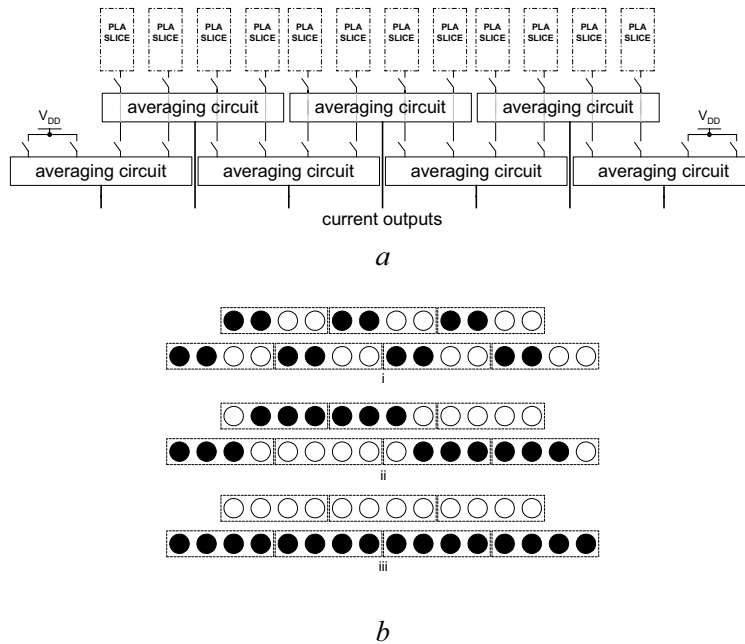 PLA PLA PLA PLA PLA PLA PLA PLA PLA PLA PLA PLA
SLICE SLICE SLICE SLICE SLICE SLICE SLICE SLICE SLICE SLICE SLICE SLICE
averaging circuit averaging circuit averaging circuit
VDD VDD
averaging circuit averaging circuit averaging circuit averaging circuit
current outputs
a
i
ii
iii
b